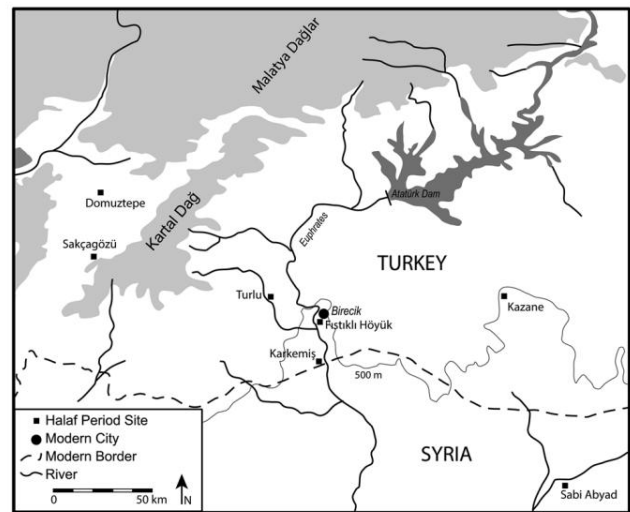 Malatya Dağlar
Atatürk Dam
Domuztepe
Kartal Dağ
Euphrates
Sakçagözü
TURKEY
Turlu
Birecik
Kazane
Fıstıklı Höyük
Karkemiş
500 m
Halaf Period Site
Modern City
Modern Border
River
0 50 km
N
SYRIA
Sabi Abyad